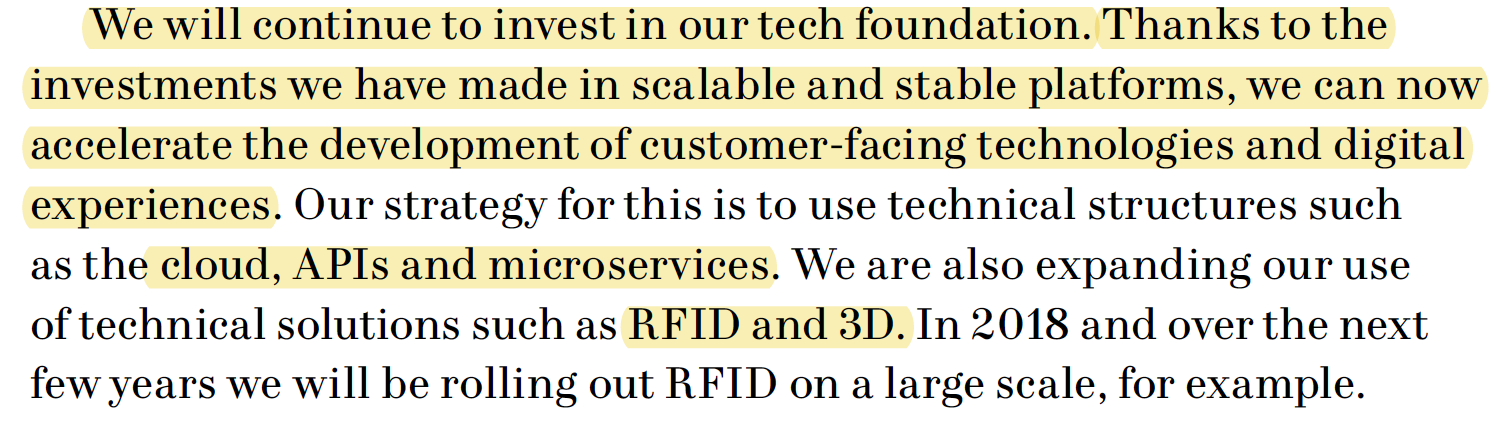 We will continue to invest in our tech foundation. Thanks to the
investments we have made in scalable and stable platforms, we can now
accelerate the development of customer-facing technologies and digital
experiences. Our strategy for this is to use technical structures such
as the cloud, APIs and microservices. We are also expanding our use
of technical solutions such as RFID and 3D. In 2018 and over the next
few years we will be rolling out RFID on a large scale, for example.